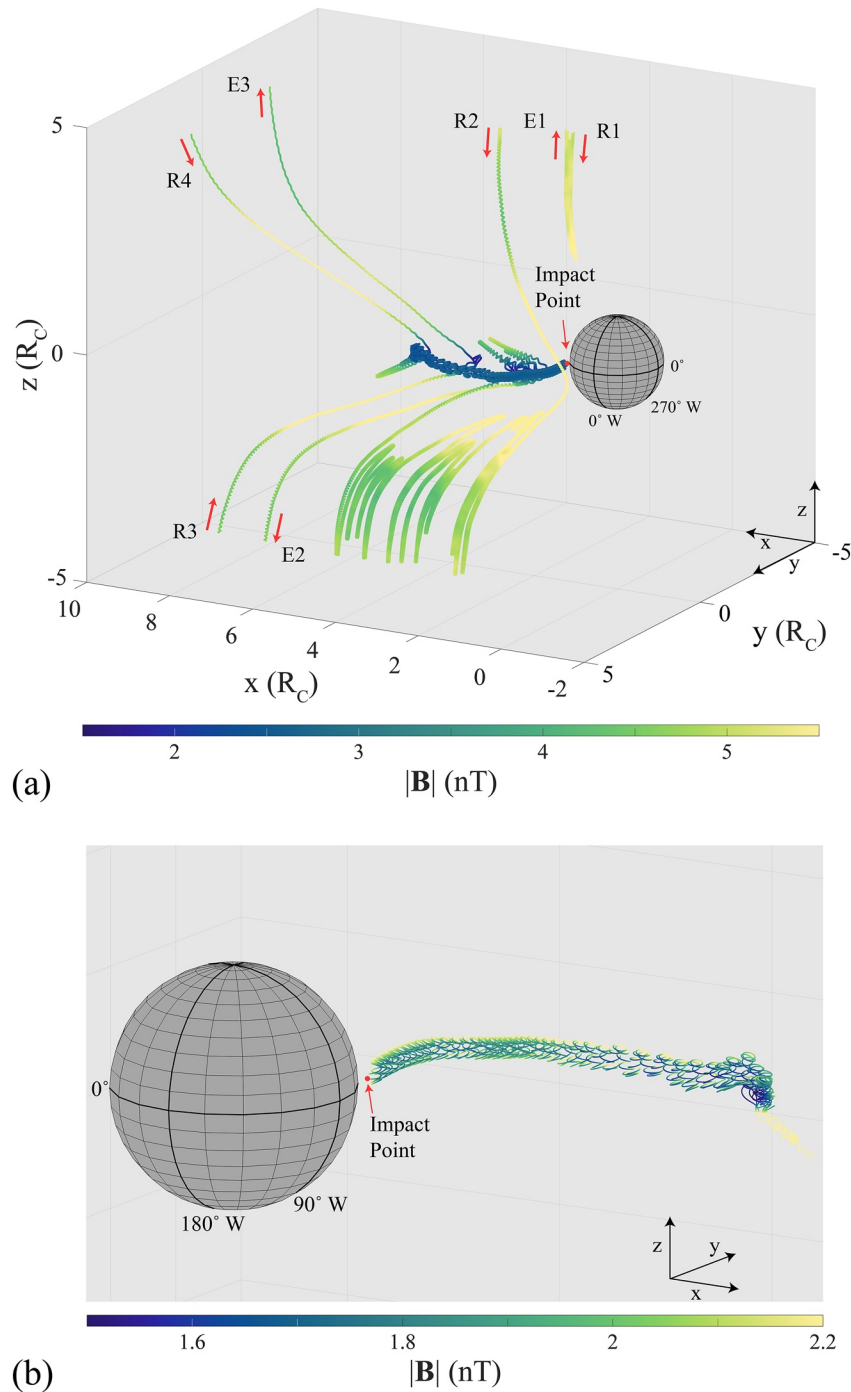 E3
R4
R2
E1
R1
5
Impact
Point
z (R_C)
0
0°
0° W
270° W
R3
E2
z
x
y
-5
-5
10
8
6
4
2
0
-2
0
5
x (R_C)
y (R_C)
2
3
4
5
(a)
|B| (nT)
0°
Impact
Point
180° W
90° W
z
y
x
1.6
1.8
2
2.2
(b)
|B| (nT)